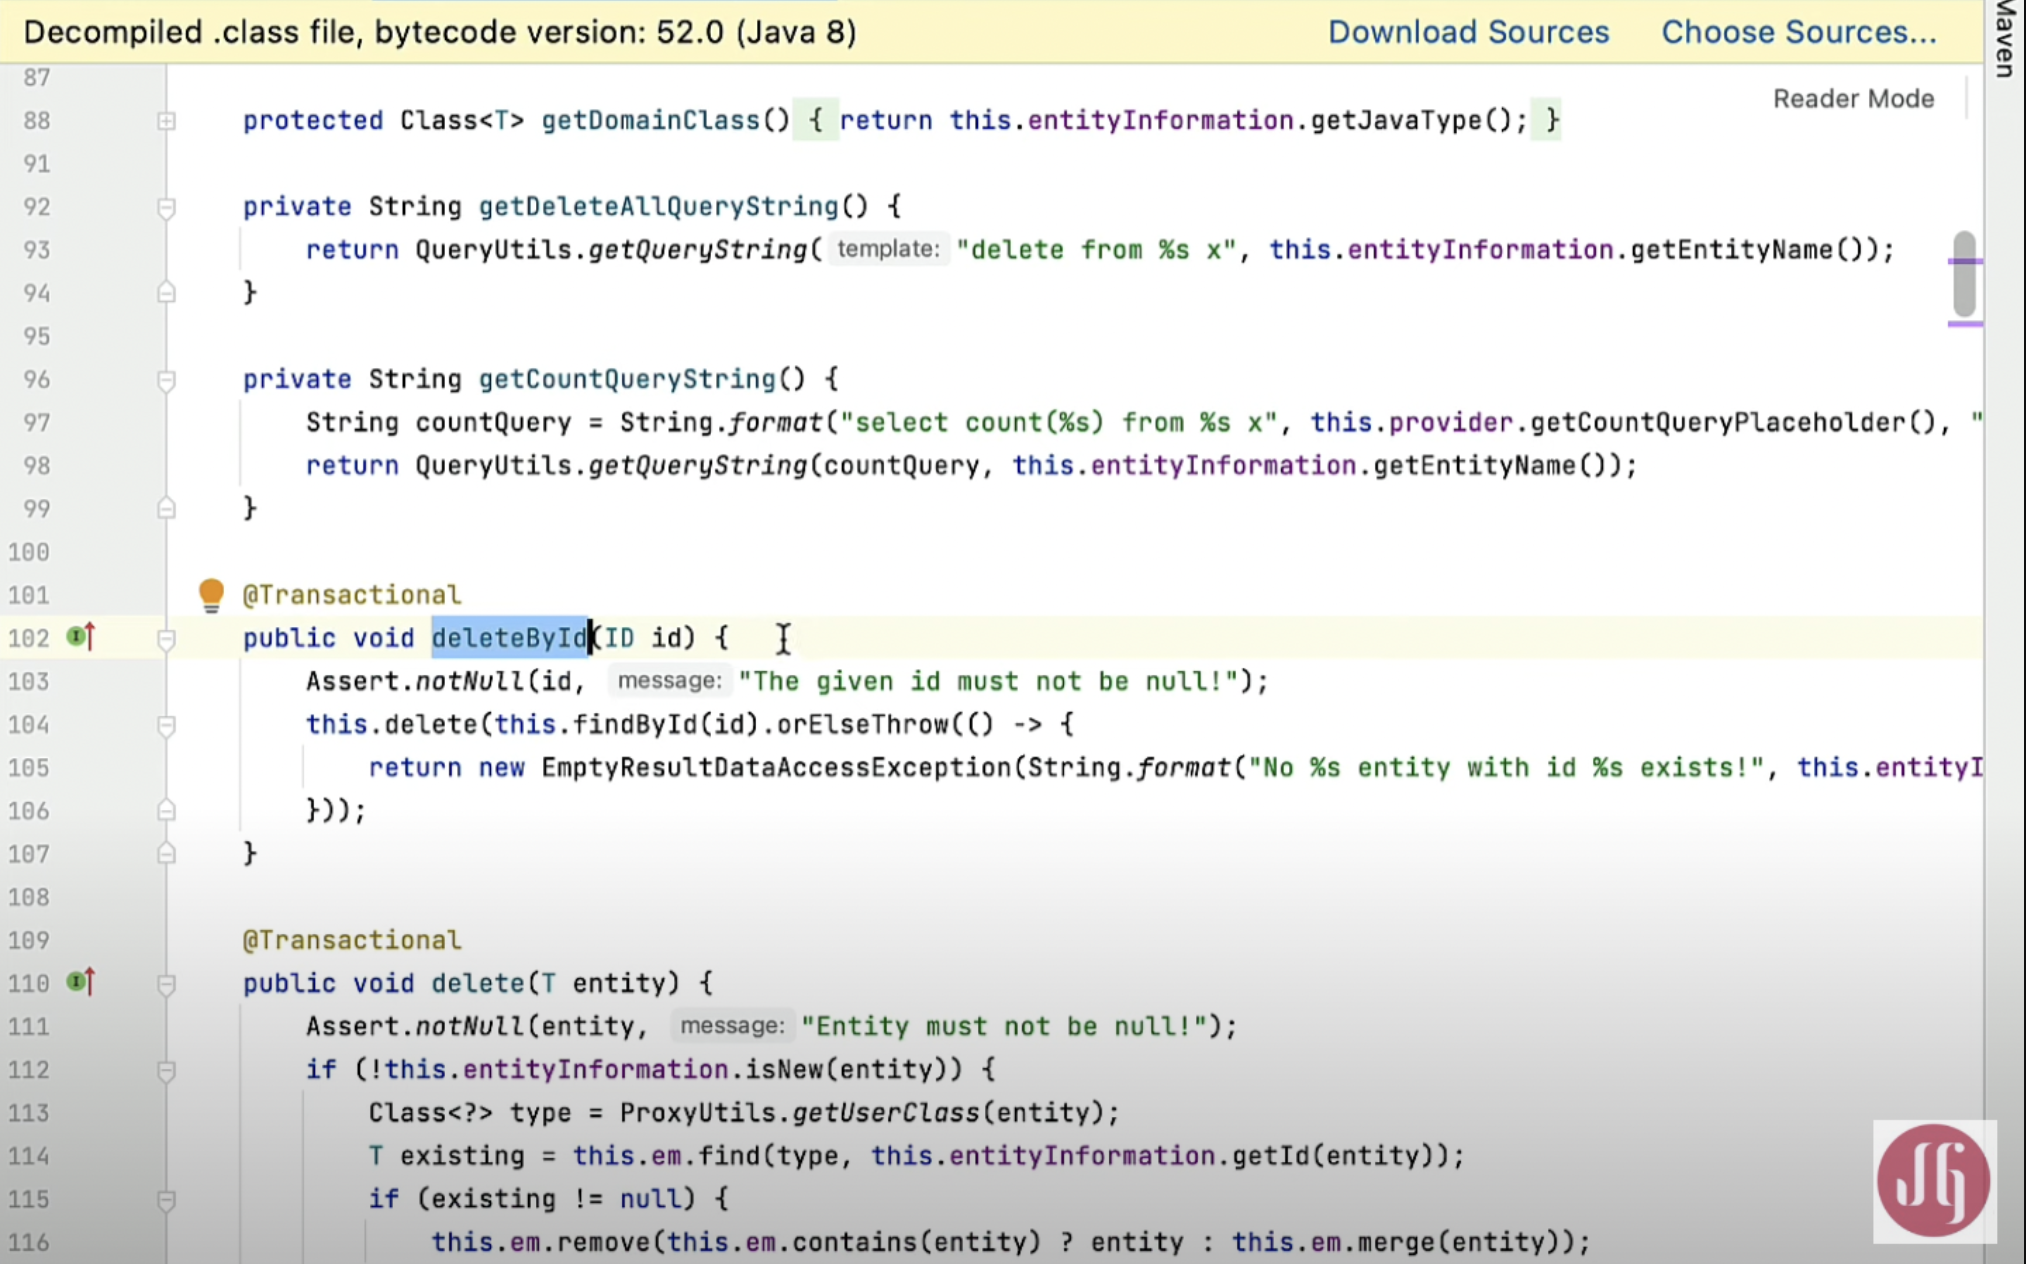 Decompiled .class file, bytecode version: 52.0 (Java 8) Download Sources Choose Sources...
Maven
Reader Mode
87
88 protected Class<T> getDomainClass() { return this.entityInformation.getJavaType(); }
91
92 private String getDeleteAllQueryString() {
93 return QueryUtils.getQueryString( template: "delete from %s x", this.entityInformation.getEntityName());
94 }
95
96 private String getCountQueryString() {
97 String countQuery = String.format("select count(%s) from %s x", this.provider.getCountQueryPlaceholder(), "
98 return QueryUtils.getQueryString(countQuery, this.entityInformation.getEntityName());
99 }
100
101 @Transactional
102 public void deleteById(ID id) {
103 Assert.notNull(id, message: "The given id must not be null!");
104 this.delete(this.findById(id).orElseThrow(() -> {
105 return new EmptyResultDataAccessException(String.format("No %s entity with id %s exists!", this.entityI
106 }));
107 }
108
109 @Transactional
110 public void delete(T entity) {
111 Assert.notNull(entity, message: "Entity must not be null!");
112 if (!this.entityInformation.isNew(entity)) {
113 Class<?> type = ProxyUtils.getUserClass(entity);
114 T existing = this.em.find(type, this.entityInformation.getId(entity));
115 if (existing != null) {
116 this.em.remove(this.em.contains(entity) ? entity : this.em.merge(entity));